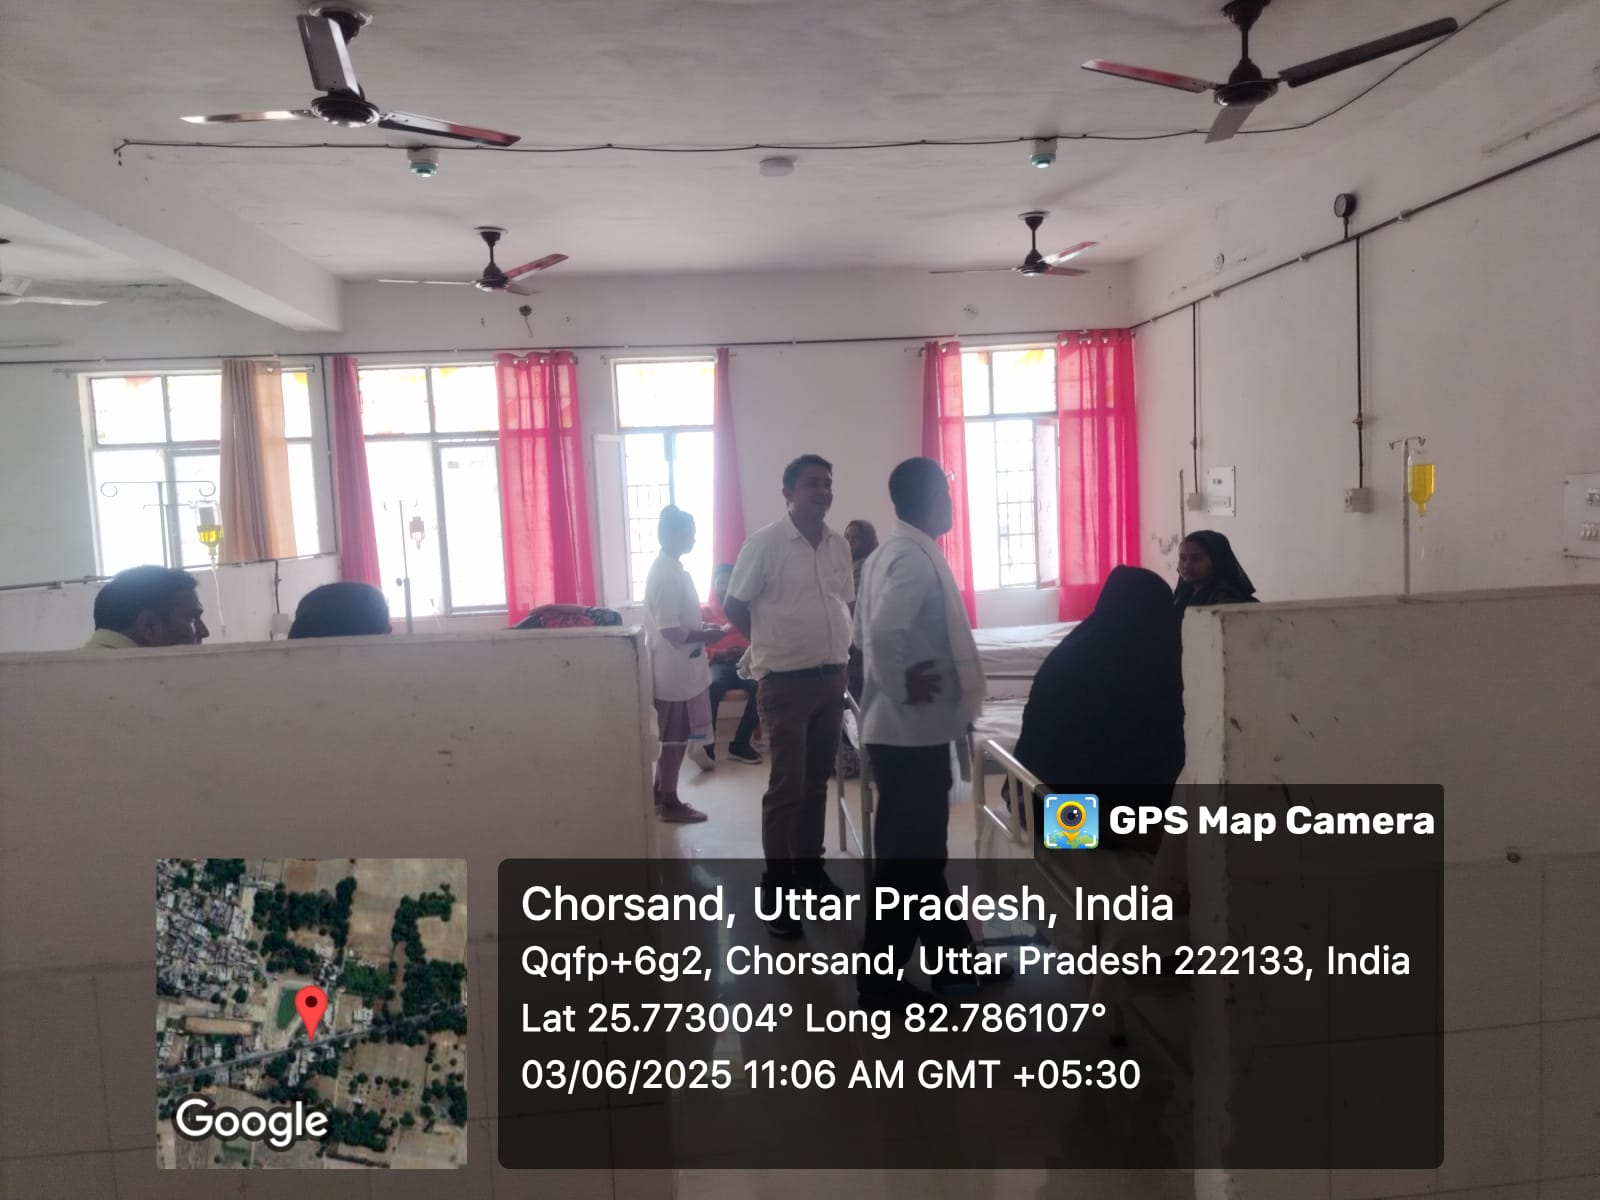 GPS Map Camera
Chorsand, Uttar Pradesh, India
Qqfp+6g2, Chorsand, Uttar Pradesh 222133, India
Lat 25.773004° Long 82.786107°
03/06/2025 11:06 AM GMT +05:30
Google